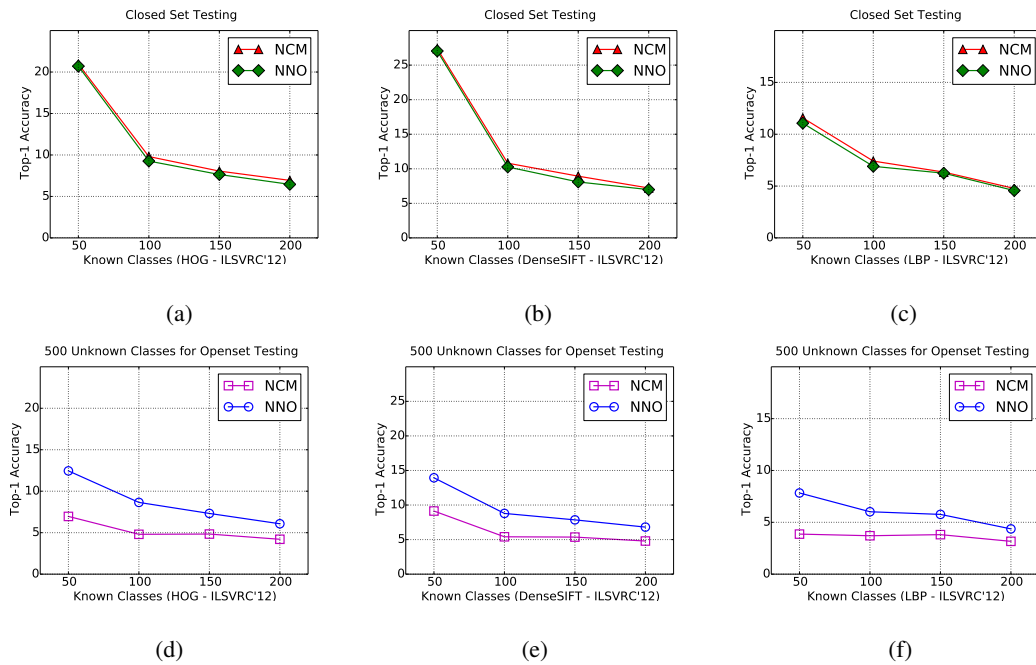 Closed Set Testing
Top-1 Accuracy
20
15
10
5
0
NCM
NNO
50 100 150 200
Known Classes (HOG - ILSVRC'12)
(a)
Closed Set Testing
Top-1 Accuracy
25
20
15
10
5
0
NCM
NNO
50 100 150 200
Known Classes (DenseSIFT - ILSVRC'12)
(b)
Closed Set Testing
Top-1 Accuracy
15
10
5
0
NCM
NNO
50 100 150 200
Known Classes (LBP - ILSVRC'12)
(c)
500 Unknown Classes for Openset Testing
Top-1 Accuracy
20
15
10
5
0
NCM
NNO
50 100 150 200
Known Classes (HOG - ILSVRC'12)
(d)
500 Unknown Classes for Openset Testing
Top-1 Accuracy
25
20
15
10
5
0
NCM
NNO
50 100 150 200
Known Classes (DenseSIFT - ILSVRC'12)
(e)
500 Unknown Classes for Openset Testing
Top-1 Accuracy
15
10
5
0
NCM
NNO
50 100 150 200
Known Classes (LBP - ILSVRC'12)
(f)